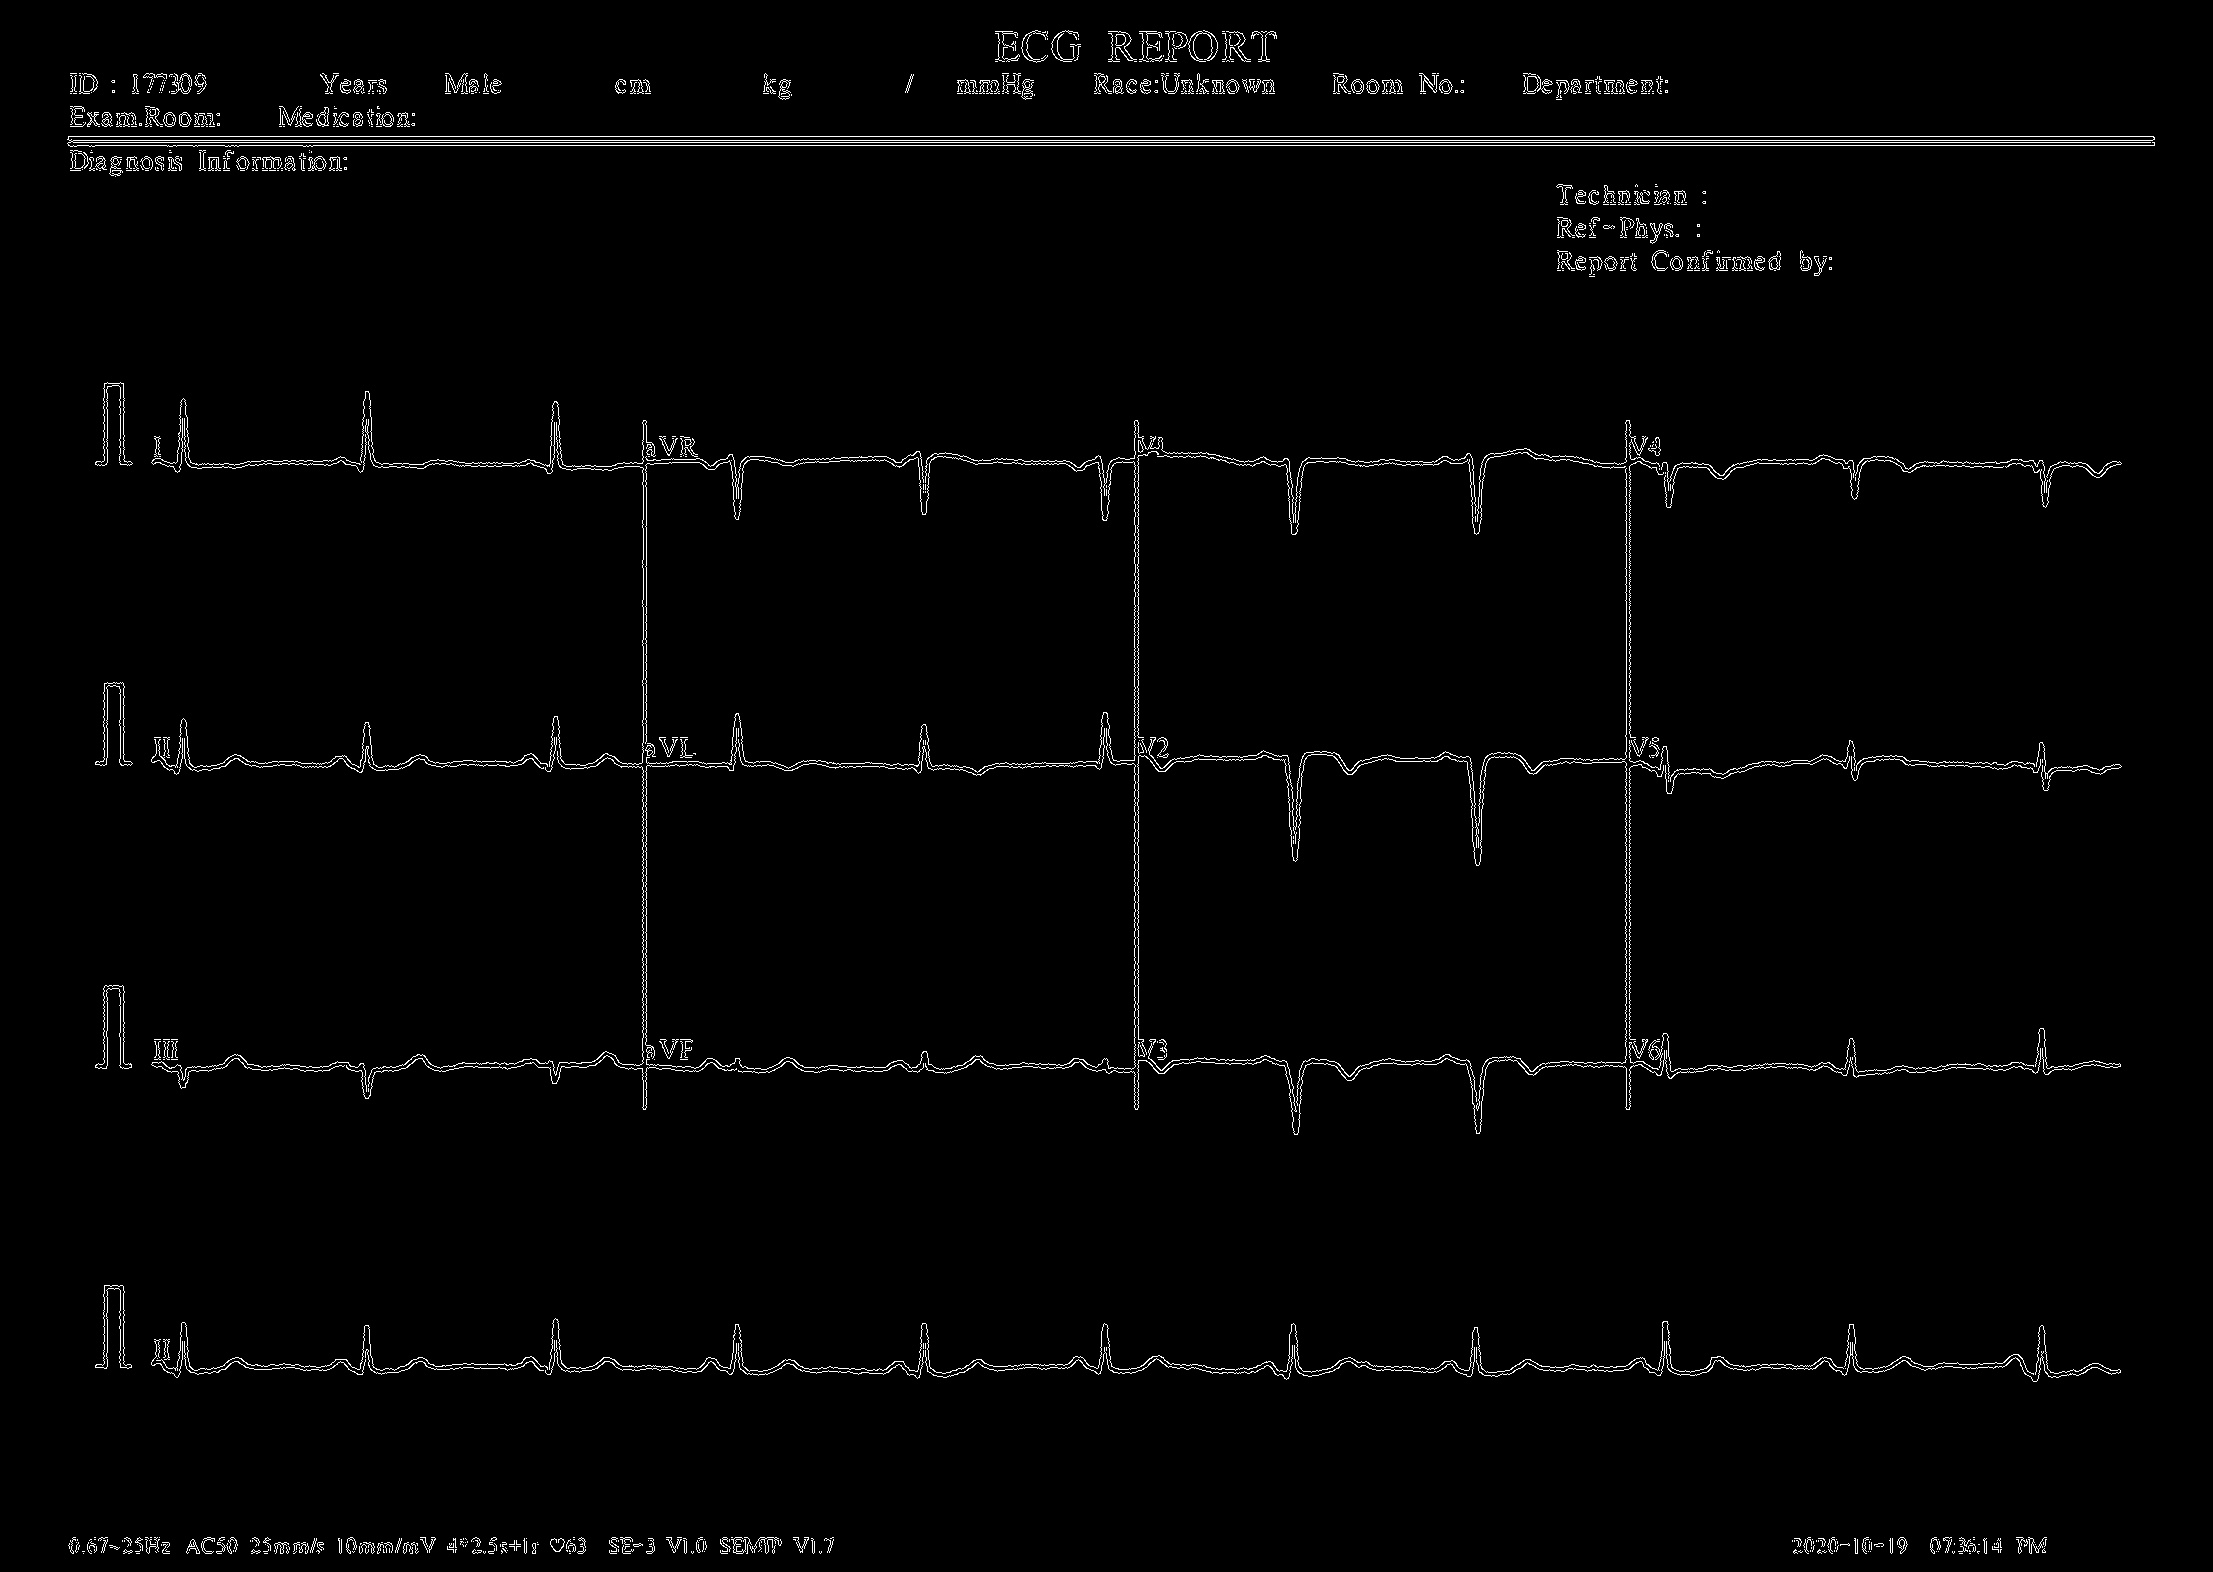 ECG REPORT
ID : 177309 Years Male cm kg / mmHg Race:Unknown Room No.: Department:
Exam.Room: Medication:
Diagnosis Information:
Technician :
Ref-Phys. :
Report Confirmed by:
I aVR V1 V4
II aVL V2 V5
III aVF V3 V6
II
0.67~25Hz AC50 25mm/s 10mm/mV 4*2.5s+1r ♡63 SE-3 V1.0 SEMIP V1.7
2020-10-19 07:36:14 PM